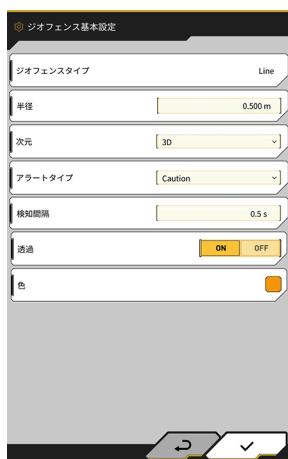 ジオフェンス基本設定
ジオフェンスタイプ Line
半径 0.500 m
次元 3D
アラートタイプ Caution
検知間隔 0.5 s
透過 ON OFF
色